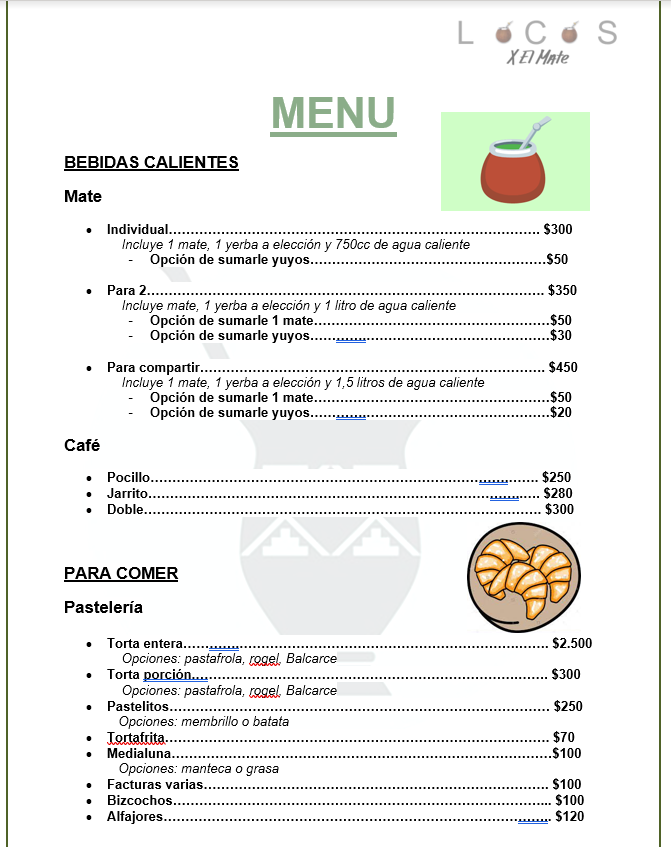 LOCOS
X El Mate
MENU
BEBIDAS CALIENTES
Mate
• Individual……………………………………………………………………… $300
Incluye 1 mate, 1 yerba a elección y 750cc de agua caliente
- Opción de sumarle yuyos……………………………………………$50
• Para 2…………………………………………………………………………… $350
Incluye mate, 1 yerba a elección y 1 litro de agua caliente
- Opción de sumarle 1 mate……………………………………………$50
- Opción de sumarle yuyos……………………………………………$30
• Para compartir………………………………………………………………… $450
Incluye 1 mate, 1 yerba a elección y 1,5 litros de agua caliente
- Opción de sumarle 1 mate……………………………………………$50
- Opción de sumarle yuyos……………………………………………$20
Café
• Pocillo………………………………………………………………………… $250
• Jarrito………………………………………………………………………… $280
• Doble…………………………………………………………………………… $300
PARA COMER
Pastelería
• Torta entera…………………………………………………………………… $2.500
Opciones: pastafrola, rogel, Balcarce
• Torta porción.………………………………………………………………… $300
Opciones: pastafrola, rogel, Balcarce
• Pastelitos……………………………………………………………………… $250
Opciones: membrillo o batata
• Tortafrita……………………………………………………………………… $70
• Medialuna………………………………………………………………………$100
Opciones: manteca o grasa
• Facturas varias………………………………………………………………… $100
• Bizcochos……………………………………………………………………… $100
• Alfajores……………………………………………………………………… $120